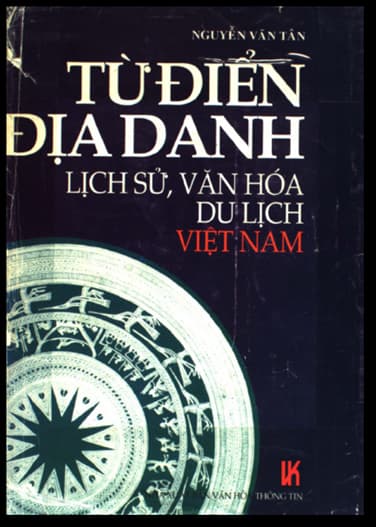 NGUYỄN VĂN TÂN
TỪ ĐIỂN
ĐỊA DANH
LỊCH SỬ, VĂN HÓA
DU LỊCH
VIỆT NAM
VĂN HÓA - THÔNG TIN